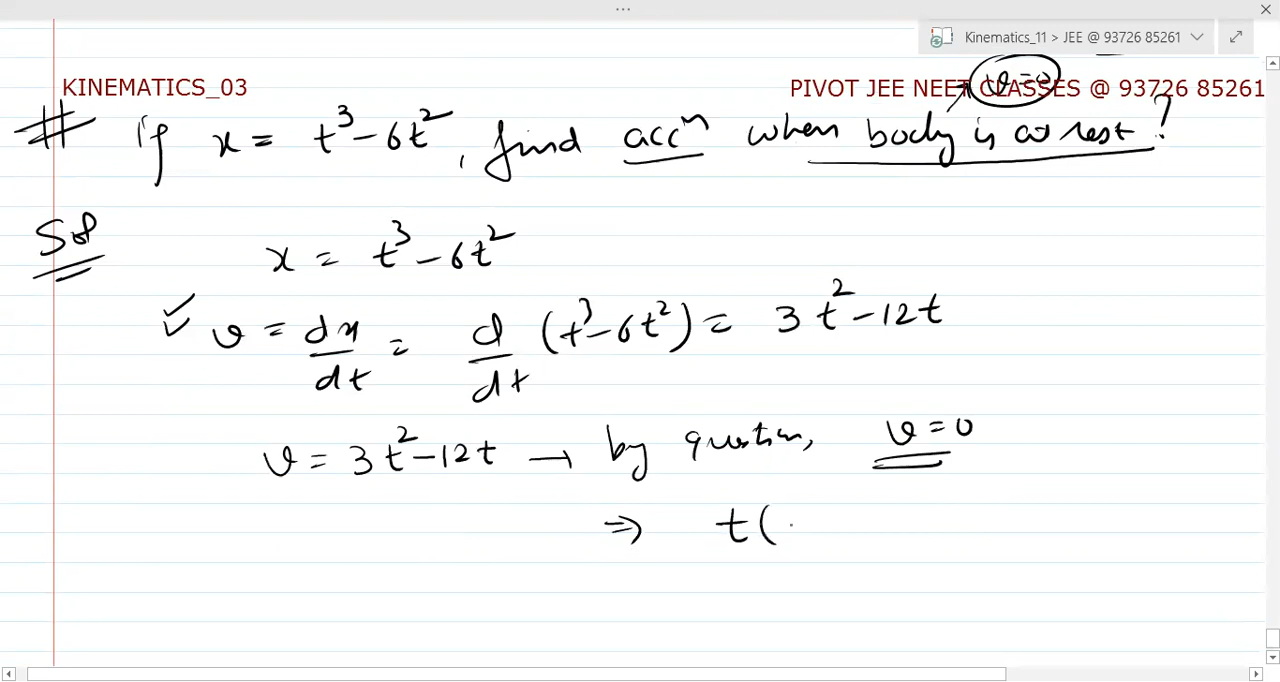 Kinematics_11 > JEE @ 93726 85261
KINEMATICS_03
PIVOT JEE NEET CLASSES @ 93726 85261
v=0
# If x = t³-6t², find accⁿ when body is at rest?
Sol
x = t³-6t²
v = dx/dt = d/dt (t³-6t²) = 3t²-12t
v = 3t²-12t → by question, v=0
⇒ t(